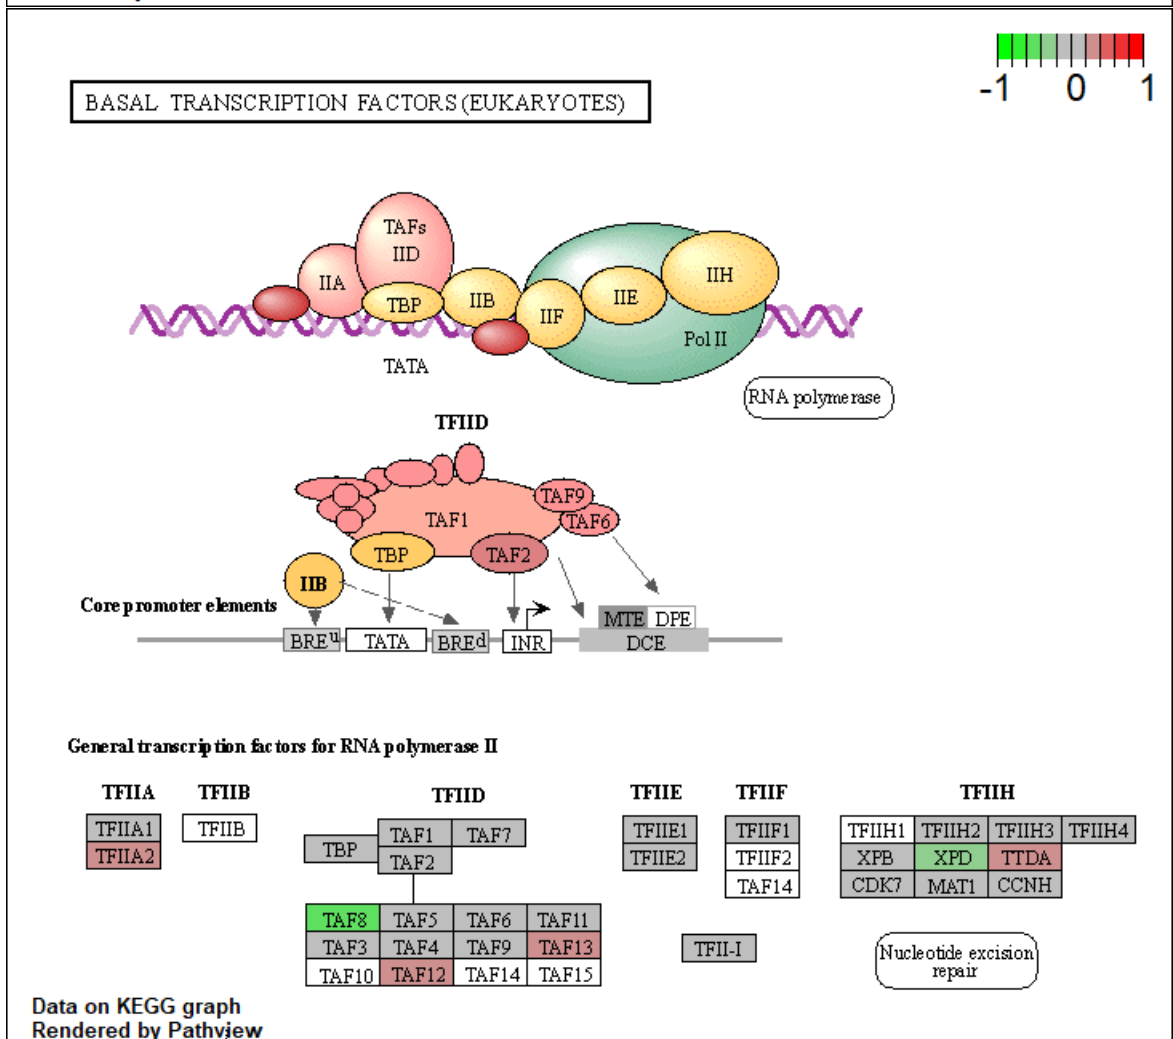 -1 0 1
BASAL TRANSCRIPTION FACTORS (EUKARYOTES)
TAFs
IID
IIA
TBP
IIB
IIF
IIE
IIH
Pol II
TATA
RNA polymerase
TFIID
TAF9
TAF6
TAF1
TBP
TAF2
IIB
Core promoter elements
MTE DPE
BREu TATA BREd INR DCE
General transcription factors for RNA polymerase II
TFIIA TFIIB TFIID TFIIE TFIIF TFIIH
TFIIA1
TFIIA2
TFIIB
TBP
TAF1 TAF7
TAF2
TAF8 TAF5 TAF6 TAF11
TAF3 TAF4 TAF9 TAF13
TAF10 TAF12 TAF14 TAF15
TFIIE1
TFIIE2
TFIIF1
TFIIF2
TAF14
TFIIH1 TFIIH2 TFIIH3 TFIIH4
XPB XPD TTDA
CDK7 MAT1 CCNH
TFII-I
Nucleotide excision
repair
Data on KEGG graph
Rendered by Pathview